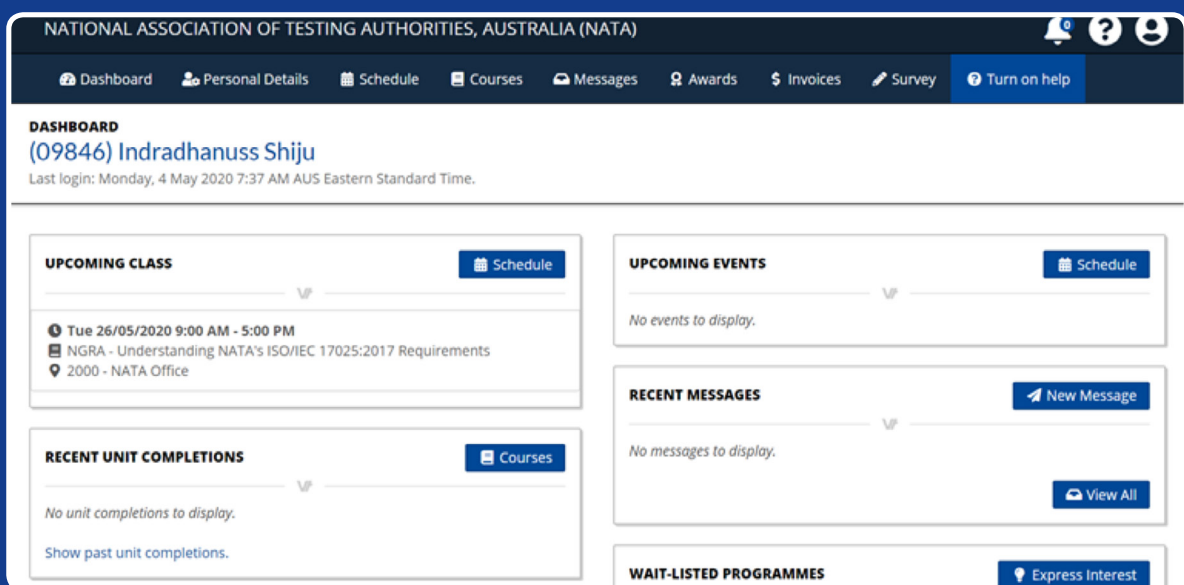 NATIONAL ASSOCIATION OF TESTING AUTHORITIES, AUSTRALIA (NATA)
0
Dashboard Personal Details Schedule Courses Messages Awards $ Invoices Survey Turn on help
DASHBOARD
(09846) Indradhanuss Shiju
Last login: Monday, 4 May 2020 7:37 AM AUS Eastern Standard Time.
UPCOMING CLASS
Schedule
Tue 26/05/2020 9:00 AM - 5:00 PM
NGRA - Understanding NATA's ISO/IEC 17025:2017 Requirements
2000 - NATA Office
RECENT UNIT COMPLETIONS
Courses
No unit completions to display.
Show past unit completions.
UPCOMING EVENTS
Schedule
No events to display.
RECENT MESSAGES
New Message
No messages to display.
View All
WAIT-LISTED PROGRAMMES
Express Interest